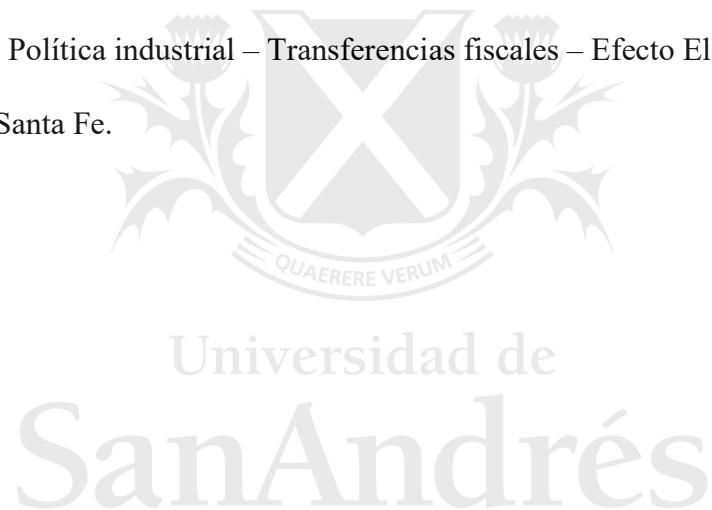 Política industrial – Transferencias fiscales – Efecto El
Santa Fe.
QUAERERE VERUM
Universidad de
SanAndrés